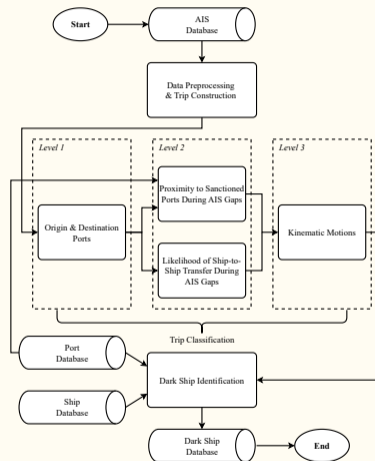 Start
AIS
Database
Data Preprocessing
& Trip Construction
Level 1
Level 2
Level 3
Origin & Destination
Ports
Proximity to Sanctioned
Ports During AIS Gaps
Likelihood of Ship-to-
Ship Transfer During
AIS Gaps
Kinematic Motions
Trip Classification
Port
Database
Ship
Database
Dark Ship Identification
Dark Ship
Database
End